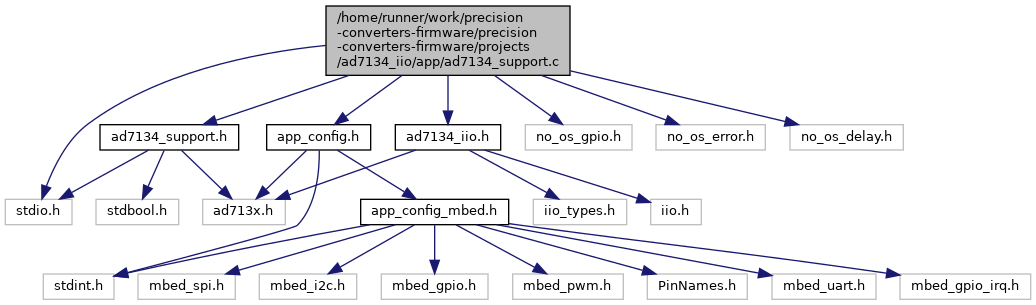 /home/runner/work/precision
-converters-firmware/precision
-converters-firmware/projects
/ad7134_iio/app/ad7134_support.c
ad7134_support.h
app_config.h
ad7134_iio.h
no_os_gpio.h
no_os_error.h
no_os_delay.h
stdio.h
stdbool.h
ad713x.h
app_config_mbed.h
iio_types.h
iio.h
stdint.h
mbed_spi.h
mbed_i2c.h
mbed_gpio.h
mbed_pwm.h
PinNames.h
mbed_uart.h
mbed_gpio_irq.h